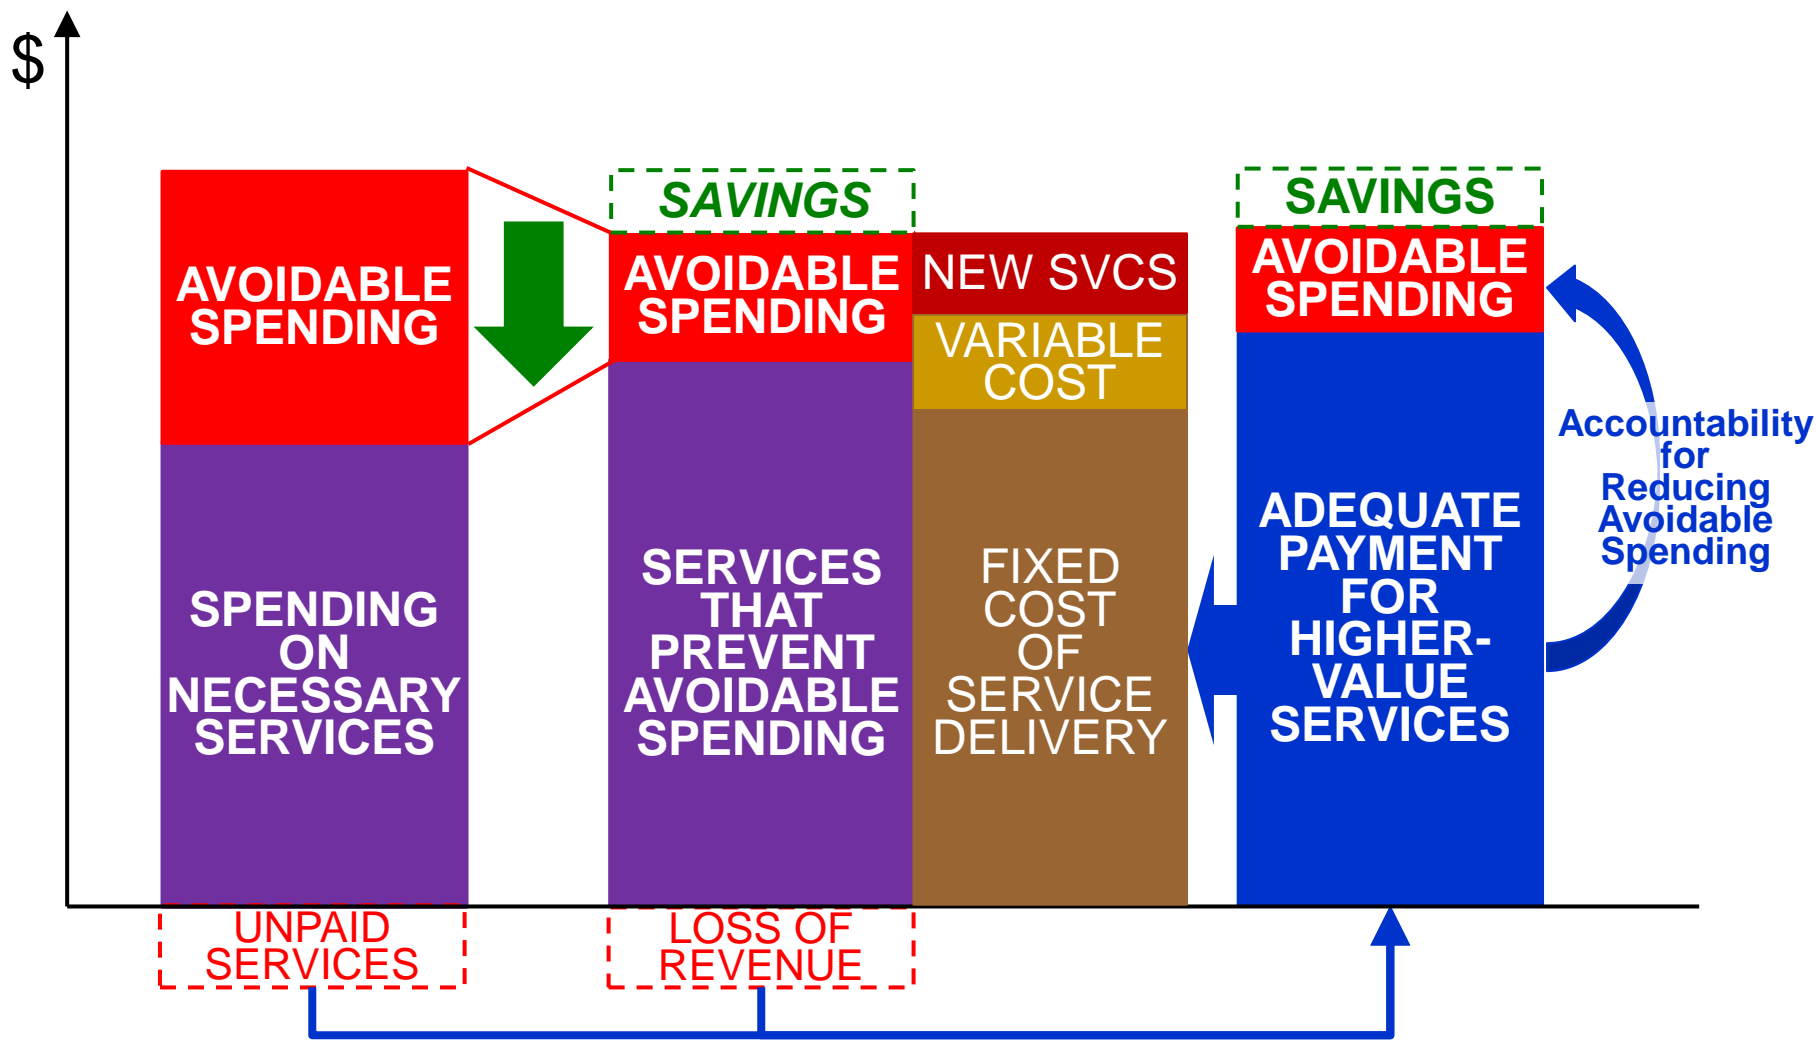 $
AVOIDABLE
SPENDING
SPENDING
ON
NECESSARY
SERVICES
UNPAID
SERVICES
SAVINGS
AVOIDABLE
SPENDING
SERVICES
THAT
PREVENT
AVOIDABLE
SPENDING
LOSS OF
REVENUE
NEW SVCS
VARIABLE
COST
FIXED
COST
OF
SERVICE
DELIVERY
SAVINGS
AVOIDABLE
SPENDING
ADEQUATE
PAYMENT
FOR
HIGHER-
VALUE
SERVICES
Accountability
for
Reducing
Avoidable
Spending